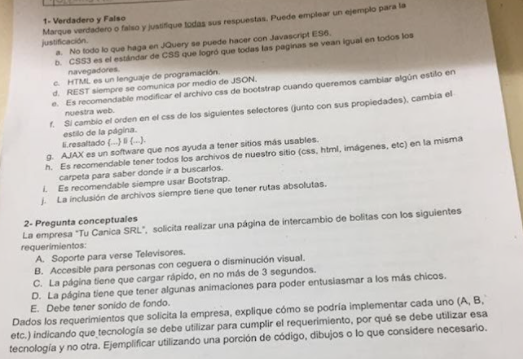 1- Verdadero y Falso
Marque verdadero o falso y justifique todas sus respuestas. Puede emplear un ejemplo para la
justificación.
a. No todo lo que haga en JQuery se puede hacer con Javascript ES6.
b. CSS3 es el estándar de CSS que logró que todas las paginas se vean igual en todos los
navegadores.
c. HTML es un lenguaje de programación.
d. REST siempre se comunica por medio de JSON.
e. Es recomendable modificar el archivo css de bootstrap cuando queremos cambiar algún estilo en
nuestra web.
f. Si cambio el orden en el css de los siguientes selectores (junto con sus propiedades), cambia el
estilo de la página.
li.resaltado {...} li {...}.
g. AJAX es un software que nos ayuda a tener sitios más usables.
h. Es recomendable tener todos los archivos de nuestro sitio (css, html, imágenes, etc) en la misma
carpeta para saber donde ir a buscarlos.
i. Es recomendable siempre usar Bootstrap.
j. La inclusión de archivos siempre tiene que tener rutas absolutas.
2- Pregunta conceptuales
La empresa "Tu Canica SRL", solicita realizar una página de intercambio de bolitas con los siguientes
requerimientos:
A. Soporte para verse Televisores.
B. Accesible para personas con ceguera o disminución visual.
C. La página tiene que cargar rápido, en no más de 3 segundos.
D. La página tiene que tener algunas animaciones para poder entusiasmar a los más chicos.
E. Debe tener sonido de fondo.
Dados los requerimientos que solicita la empresa, explique cómo se podría implementar cada uno (A, B,
etc.) indicando que tecnología se debe utilizar para cumplir el requerimiento, por qué se debe utilizar esa
tecnología y no otra. Ejemplificar utilizando una porción de código, dibujos o lo que considere necesario.